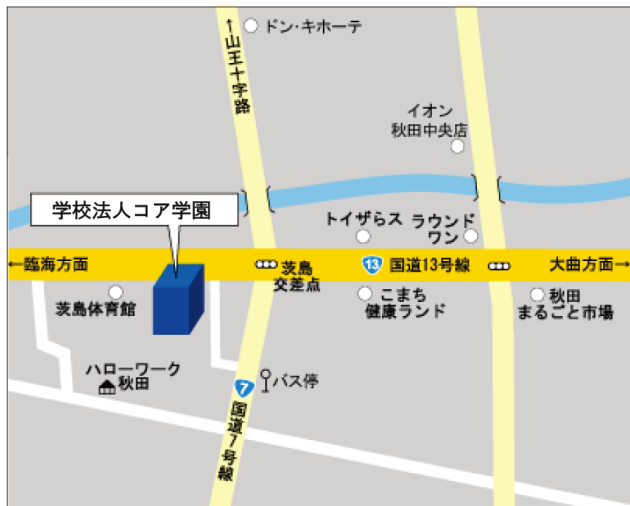 ドン・キホーテ
↑山王十字路
イオン
秋田中央店
学校法人コア学園
トイザらス
ラウンド
ワン
←臨海方面
茨島
交差点
13
国道13号線
大曲方面→
茨島体育館
こまち
健康ランド
秋田
まるごと市場
ハローワーク
秋田
7
国道7号線
バス停